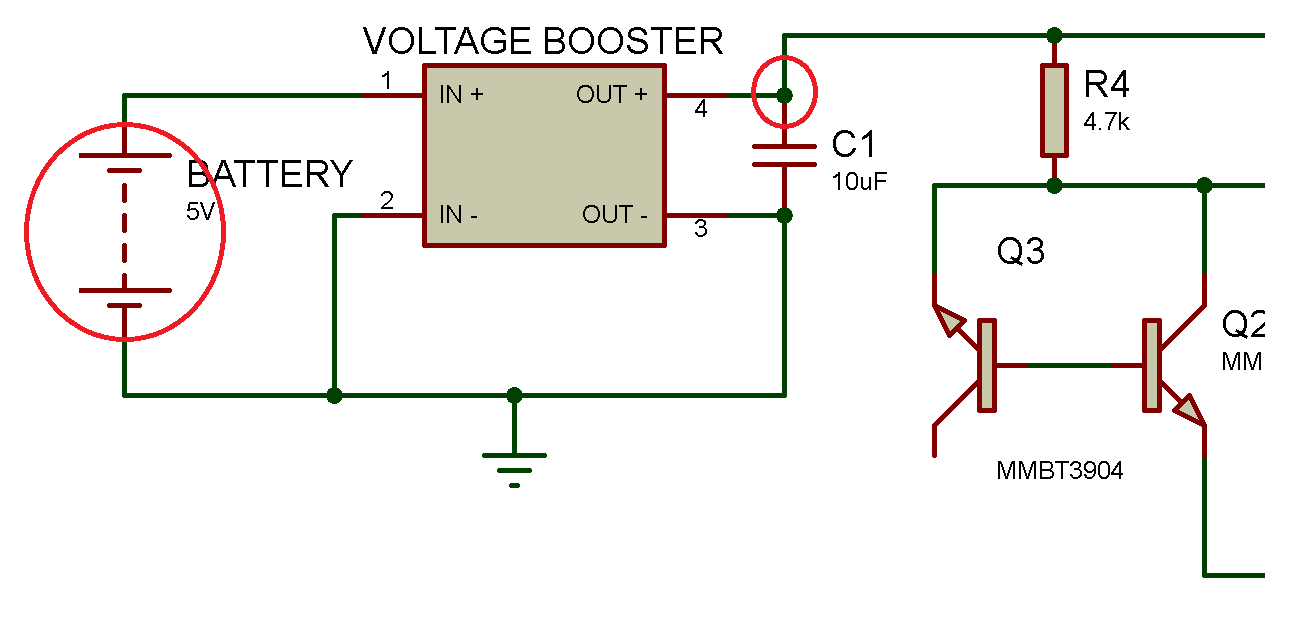 VOLTAGE BOOSTER
1
IN +
OUT +
4
R4
4.7k
BATTERY
5V
C1
10uF
2
IN -
OUT -
3
Q3
Q2
MM
MMBT3904